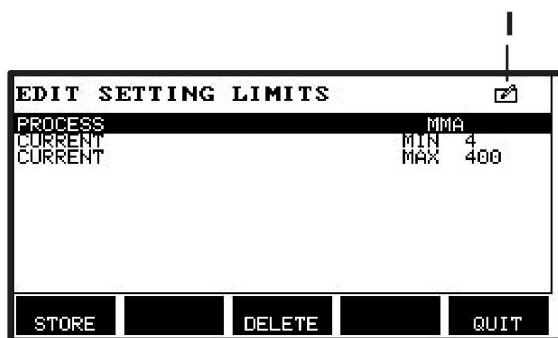 I
EDIT SETTING LIMITS
PROCESS MMA
CURRENT MIN 4
CURRENT MAX 400
STORE DELETE QUIT